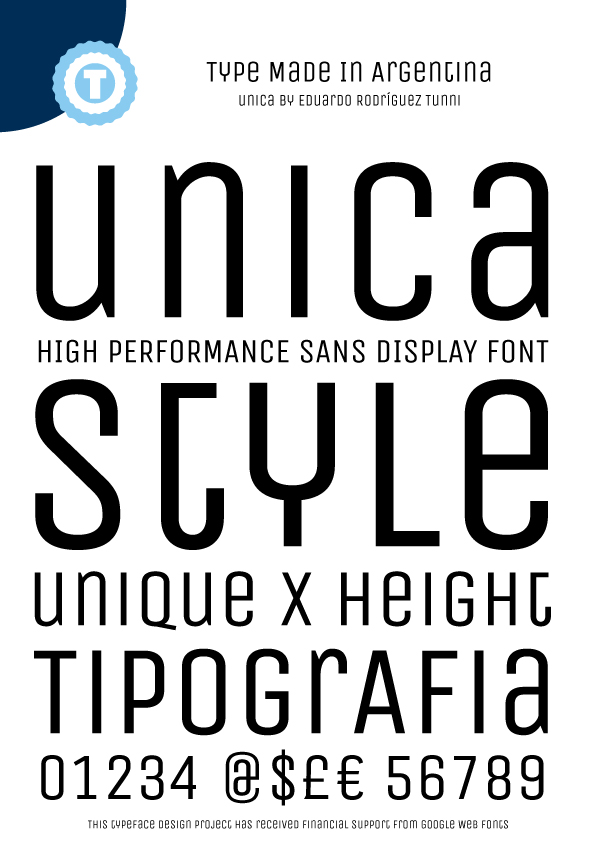 T
Type Made In Argentina
Unica by Eduardo Rodríguez Tunni
unica
HIGH PERFORMANCE SANS DISPLAY FONT
Style
unique x Height
TIPOGrAFIa
01234 @$£€ 56789
This typeface design project has received financial support from Google Web Fonts